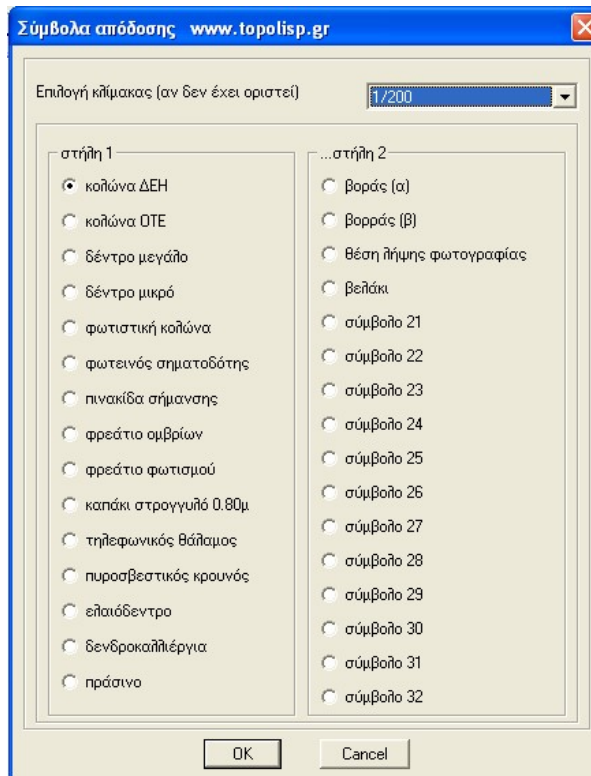 Σύμβολα απόδοσης www.topolisp.gr
Επιλογή κλίμακας (αν δεν έχει οριστεί)
1/200
στήλη 1
κολώνα ΔΕΗ
κολώνα ΟΤΕ
δέντρο μεγάλο
δέντρο μικρό
φωτιστική κολώνα
φωτεινός σηματοδότης
πινακίδα σήμανσης
φρεάτιο ομβρίων
φρεάτιο φωτισμού
καπάκι στρογγυλό 0.80μ
τηλεφωνικός θάλαμος
πυροσβεστικός κρουνός
ελαιόδεντρο
δενδροκαλλιέργια
πράσινο
...στήλη 2
βοράς (α)
βορράς (β)
θέση λήψης φωτογραφίας
βελάκι
σύμβολο 21
σύμβολο 22
σύμβολο 23
σύμβολο 24
σύμβολο 25
σύμβολο 26
σύμβολο 27
σύμβολο 28
σύμβολο 29
σύμβολο 30
σύμβολο 31
σύμβολο 32
OK
Cancel